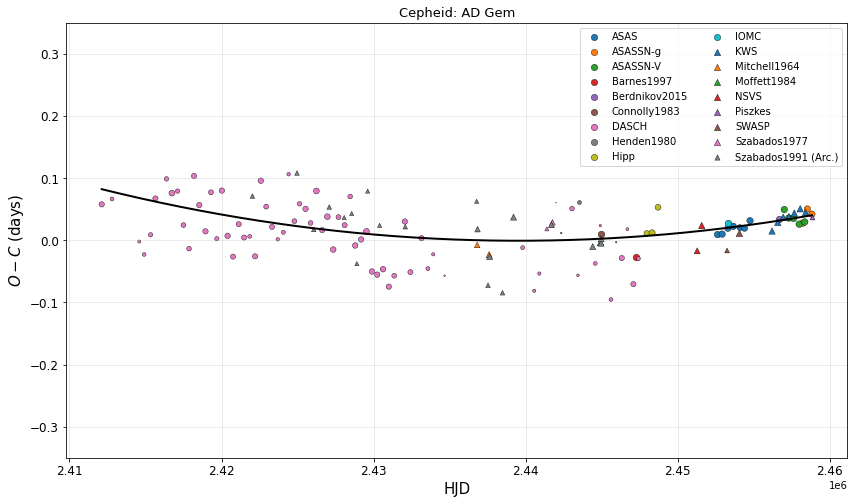 Cepheid: AD Gem
O − C (days)
0.3
0.2
0.1
0.0
−0.1
−0.2
−0.3
ASAS
ASASSN-g
ASASSN-V
Barnes1997
Berdnikov2015
Connolly1983
DASCH
Henden1980
Hipp
IOMC
KWS
Mitchell1964
Moffett1984
NSVS
Piszkes
SWASP
Szabados1977
Szabados1991 (Arc.)
2.41
2.42
2.43
2.44
2.45
2.46
1e6
HJD